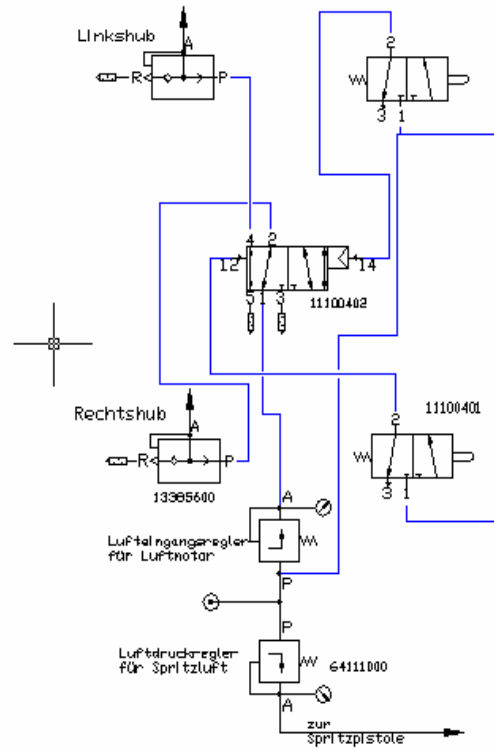 Linkshub
A
R
P
2
3 1
4 2
12
14
5 1 3
11100402
Rechtshub
A
R
P
13385600
2
11100401
3 1
A
Lufteingangsregler
für Luftmotor
P
P
Luftdruckregler
für Spritzluft
64111000
A
zur
Spritzpistole